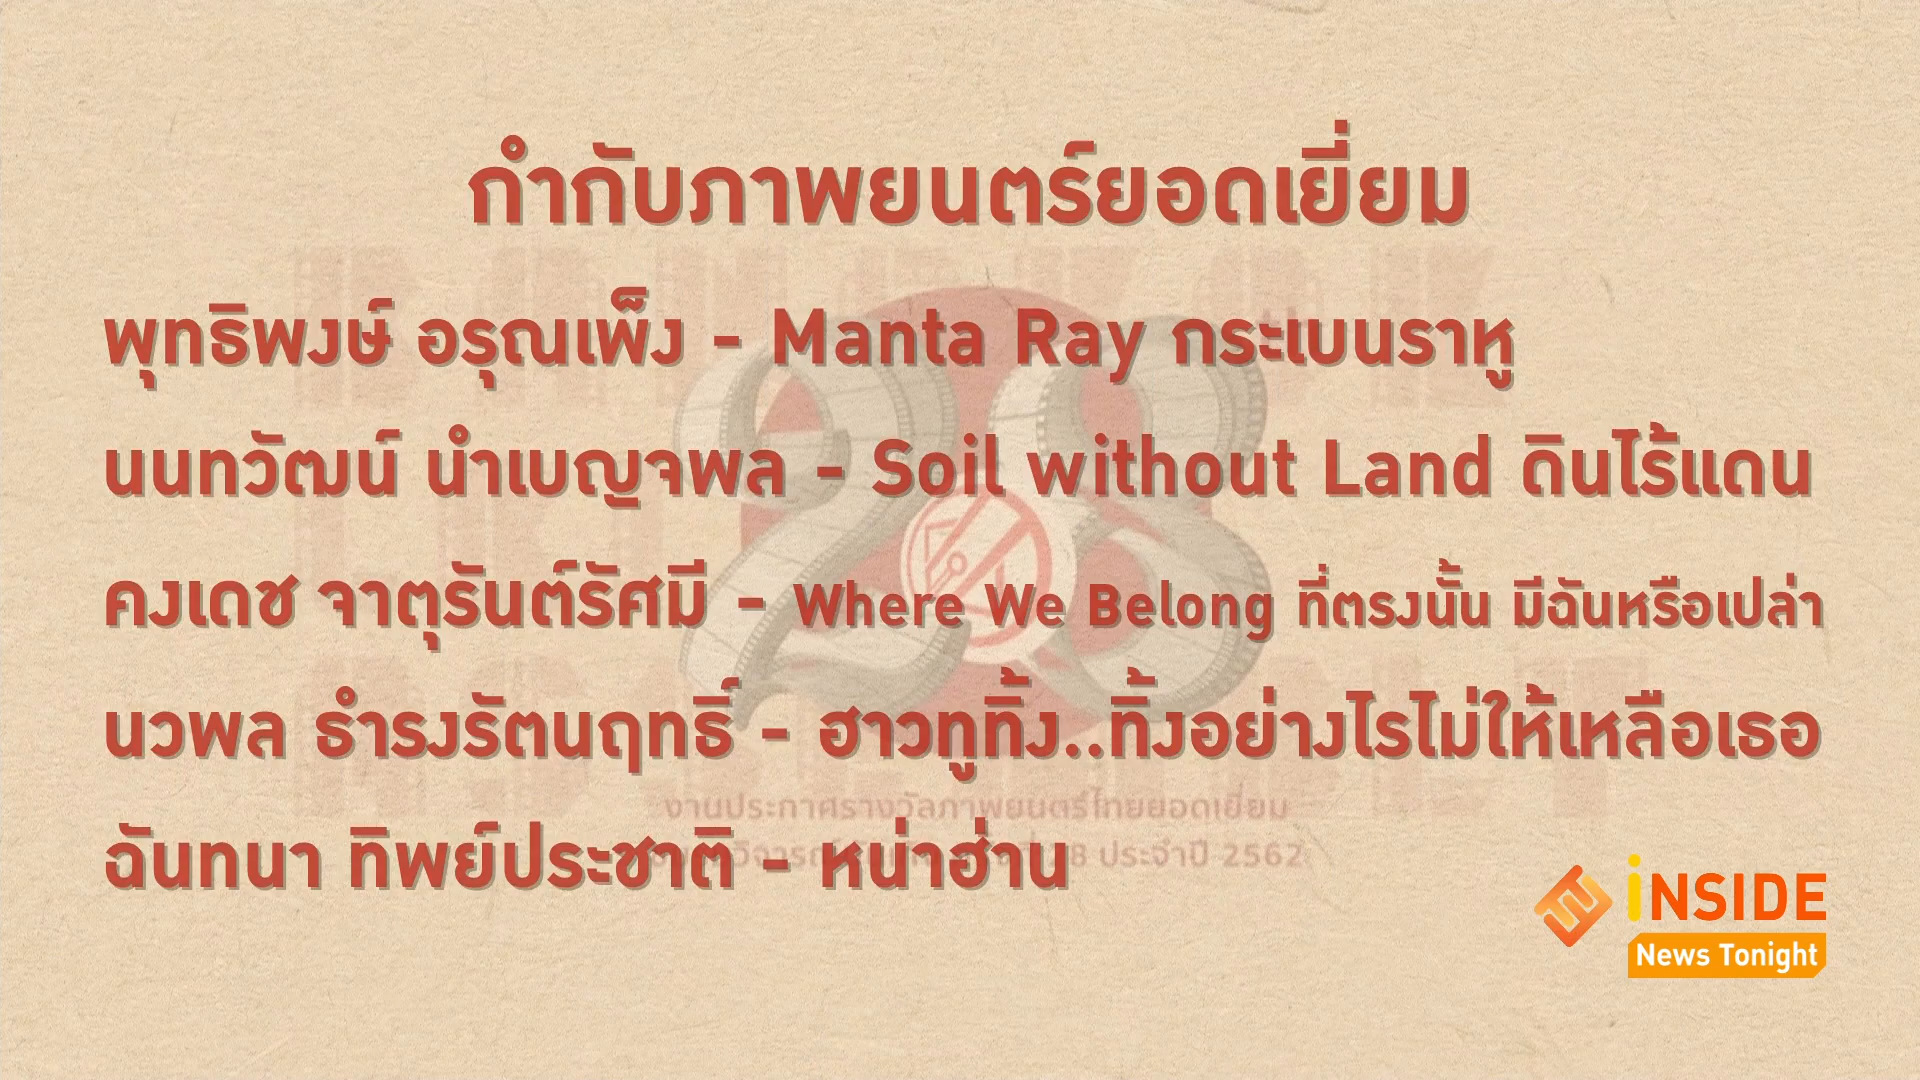 กำกับภาพยนตร์ยอดเยี่ยม
พุทธิพงษ์ อรุณเพ็ง - Manta Ray กระเบนราหู
นนทวัฒน์ นำเบญจพล - Soil without Land ดินไร้แดน
คงเดช จาตุรันต์รัศมี - Where We Belong ที่ตรงนั้น มีฉันหรือเปล่า
นวพล ธำรงรัตนฤทธิ์ - ฮาวทูทิ้ง..ทิ้งอย่างไรไม่ให้เหลือเธอ
งานประกาศรางวัลภาพยนตร์ไทยยอดเยี่ยม
ฉันทนา ทิพย์ประชาติ - หน่าฮ่าน
8 ประจำปี 2562
28
iNSIDE
News Tonight